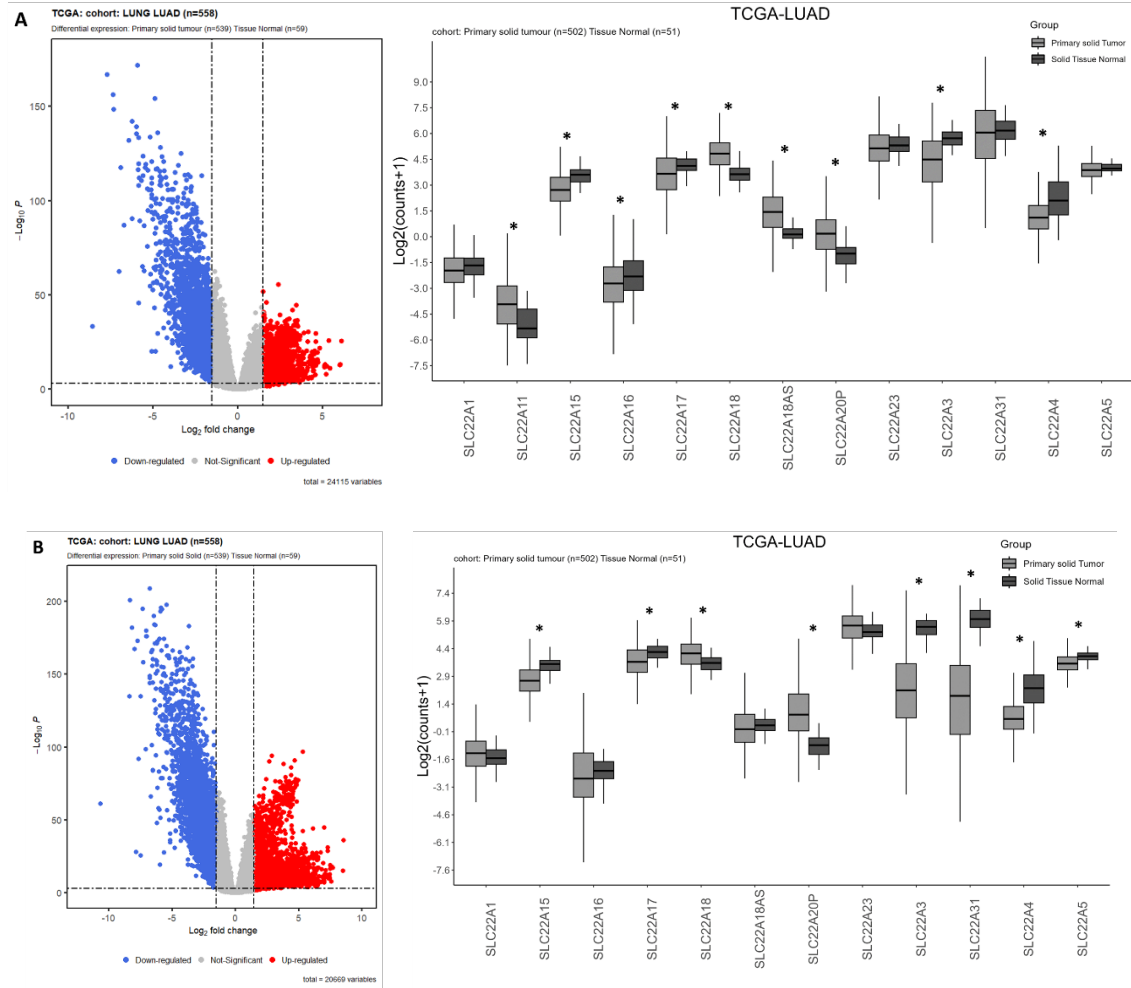 A
TCGA: cohort: LUNG LUAD (n=558)
Differential expression: Primary solid tumour (n=539) Tissue Normal (n=59)
-Log10 P
150
100
50
0
-10
-5
0
5
Log2 fold change
Down-regulated
Not-Significant
Up-regulated
total = 24115 variables
TCGA-LUAD
cohort: Primary solid tumour (n=502) Tissue Normal (n=51)
Group
Primary solid Tumor
Solid Tissue Normal
Log2(counts+1)
9.0
7.5
6.0
4.5
3.0
1.5
0.0
-1.5
-3.0
-4.5
-6.0
-7.5
* * * * * * * * * *
SLC22A1
SLC22A11
SLC22A15
SLC22A16
SLC22A17
SLC22A18
SLC22A18AS
SLC22A20P
SLC22A23
SLC22A3
SLC22A31
SLC22A4
SLC22A5
B
TCGA: cohort: LUNG LUAD (n=558)
Differential expression: Primary solid Solid (n=539) Tissue Normal (n=59)
-Log10 P
200
150
100
50
0
-10
-5
0
5
10
Log2 fold change
Down-regulated
Not-Significant
Up-regulated
total = 20669 variables
TCGA-LUAD
cohort: Primary solid tumour (n=502) Tissue Normal (n=51)
Group
Primary solid Tumor
Solid Tissue Normal
Log2(counts+1)
7.4
5.9
4.4
2.9
1.4
-0.1
-1.6
-3.1
-4.6
-6.1
-7.6
* * * * * * * *
SLC22A1
SLC22A15
SLC22A16
SLC22A17
SLC22A18
SLC22A18AS
SLC22A20P
SLC22A23
SLC22A3
SLC22A31
SLC22A4
SLC22A5